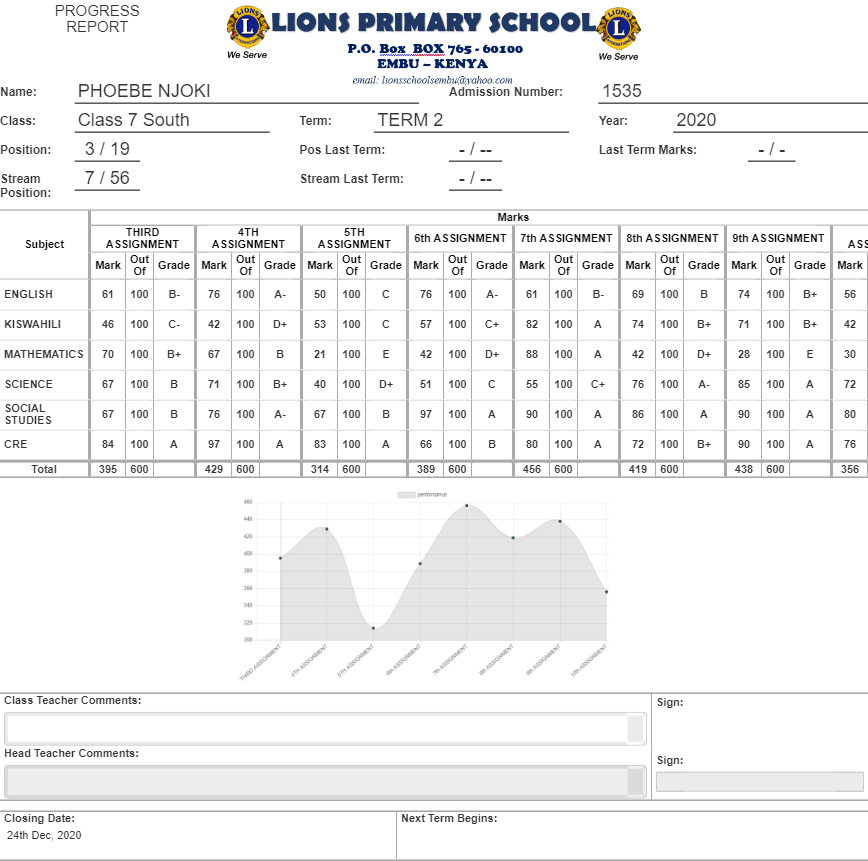 PROGRESS
REPORT
LIONS
INTERNATIONAL
L
We Serve
LIONS PRIMARY SCHOOL
LIONS
INTERNATIONAL
L
We Serve
P.O. Box BOX 765 - 60100
EMBU – KENYA
email: lionsschoolsembu@yahoo.com
Name: PHOEBE NJOKI Admission Number: 1535
Class: Class 7 South Term: TERM 2 Year: 2020
Position: 3 / 19 Pos Last Term: - / -- Last Term Marks: - / -
Stream Position: 7 / 56 Stream Last Term: - / --
Marks
Subject THIRD ASSIGNMENT 4TH ASSIGNMENT 5TH ASSIGNMENT 6th ASSIGNMENT 7th ASSIGNMENT 8th ASSIGNMENT 9th ASSIGNMENT ASS
Mark Out Of Grade Mark Out Of Grade Mark Out Of Grade Mark Out Of Grade Mark Out Of Grade Mark Out Of Grade Mark Out Of Grade Mark
ENGLISH 61 100 B- 76 100 A- 50 100 C 76 100 A- 61 100 B- 69 100 B 74 100 B+ 56
KISWAHILI 46 100 C- 42 100 D+ 53 100 C 57 100 C+ 82 100 A 74 100 B+ 71 100 B+ 42
MATHEMATICS 70 100 B+ 67 100 B 21 100 E 42 100 D+ 88 100 A 42 100 D+ 28 100 E 30
SCIENCE 67 100 B 71 100 B+ 40 100 D+ 51 100 C 55 100 C+ 76 100 A- 85 100 A 72
SOCIAL STUDIES 67 100 B 76 100 A- 67 100 B 97 100 A 90 100 A 86 100 A 90 100 A 80
CRE 84 100 A 97 100 A 83 100 A 66 100 B 80 100 A 72 100 B+ 90 100 A 76
Total 395 600 429 600 314 600 389 600 456 600 419 600 438 600 356
performance
460
440
420
400
380
360
340
320
300
THIRD ASSIGNMENT 4TH ASSIGNMENT 5TH ASSIGNMENT 6th ASSIGNMENT 7th ASSIGNMENT 8th ASSIGNMENT 9th ASSIGNMENT 10th ASSIGNMENT
Class Teacher Comments: Sign:
Head Teacher Comments: Sign:
Closing Date: Next Term Begins:
24th Dec, 2020